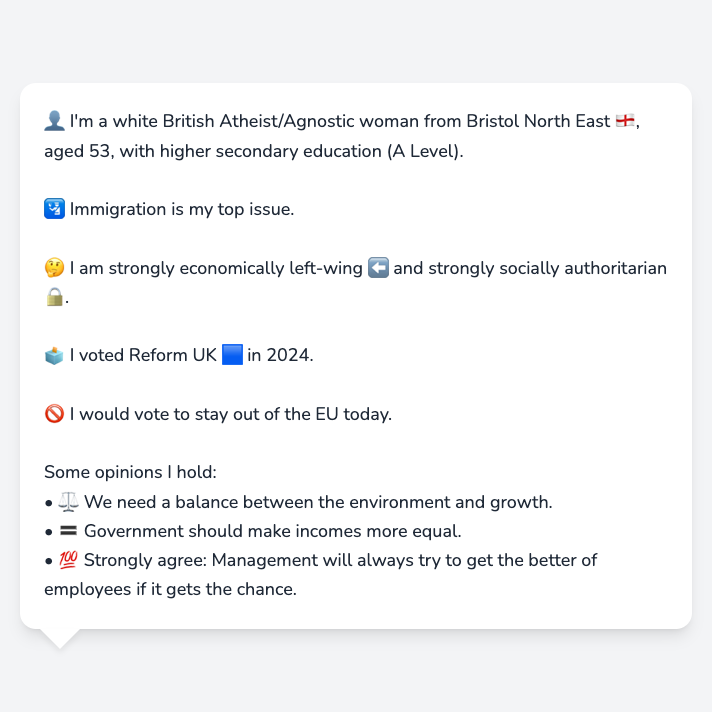 👤 I'm a white British Atheist/Agnostic woman from Bristol North East 🏴󠁧󠁢󠁥󠁮󠁧󠁿,
aged 53, with higher secondary education (A Level).
🛂 Immigration is my top issue.
🤔 I am strongly economically left-wing ⬅️ and strongly socially authoritarian
🔒.
🗳️ I voted Reform UK 🟦 in 2024.
🚫 I would vote to stay out of the EU today.
Some opinions I hold:
• ⚖️ We need a balance between the environment and growth.
• 🟰 Government should make incomes more equal.
• 💯 Strongly agree: Management will always try to get the better of
employees if it gets the chance.